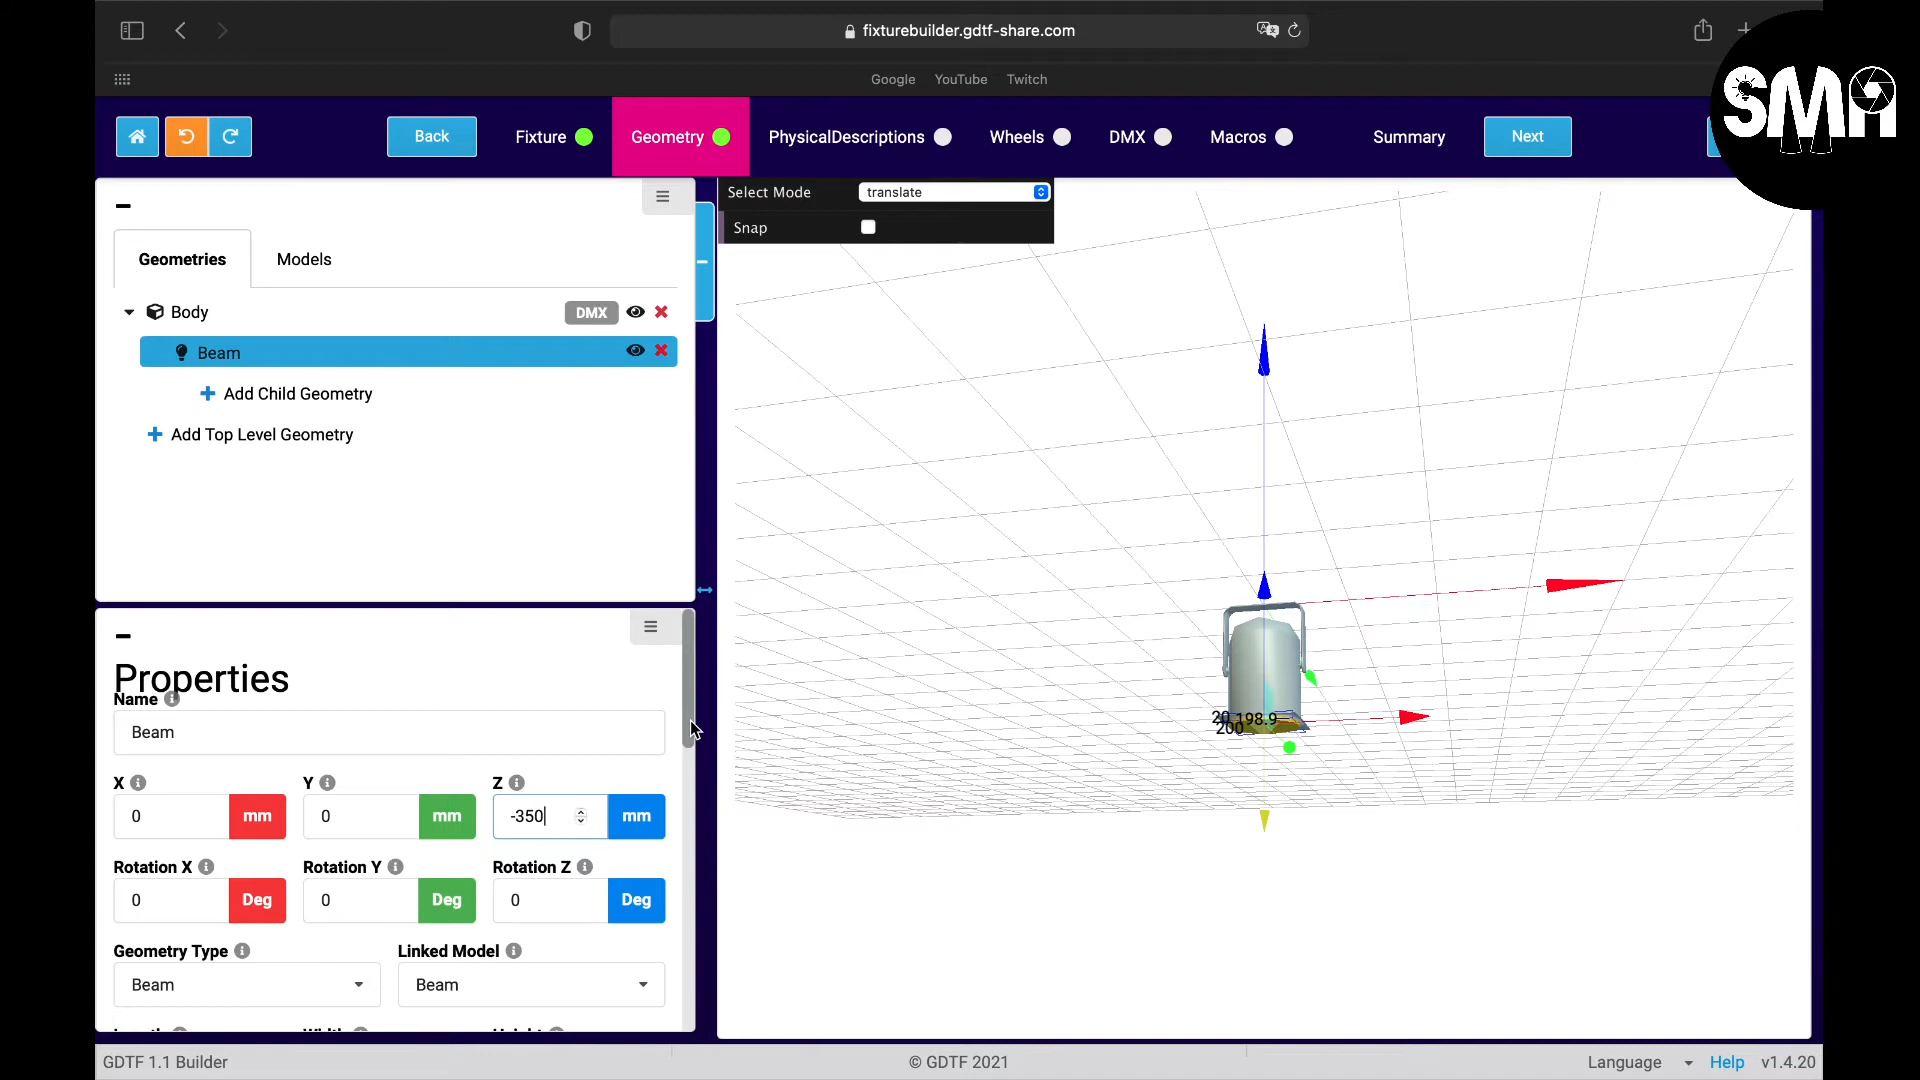 fixturebuilder.gdtf-share.com
Google YouTube Twitch
SMA
Back Fixture Geometry PhysicalDescriptions Wheels DMX Macros Summary Next
Select Mode translate
Snap
Geometries Models
Body DMX
Beam
Add Child Geometry
Add Top Level Geometry
Properties
Name
Beam
X Y Z
0 mm 0 mm -350 mm
Rotation X Rotation Y Rotation Z
0 Deg 0 Deg 0 Deg
Geometry Type Linked Model
Beam Beam
198.9
200
GDTF 1.1 Builder © GDTF 2021 Language Help v1.4.20